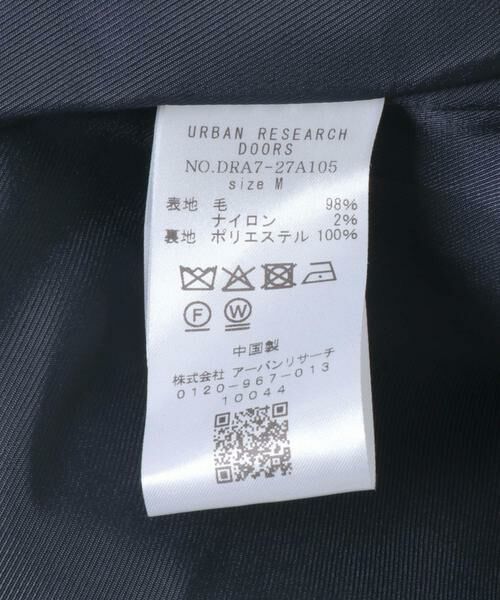 URBAN RESEARCH
DOORS
NO.DRA7-27A105
size M
表地 毛 98%
ナイロン 2%
裏地 ポリエステル 100%
F W
中国製
株式会社 アーバンリサーチ
0120-967-013
10044